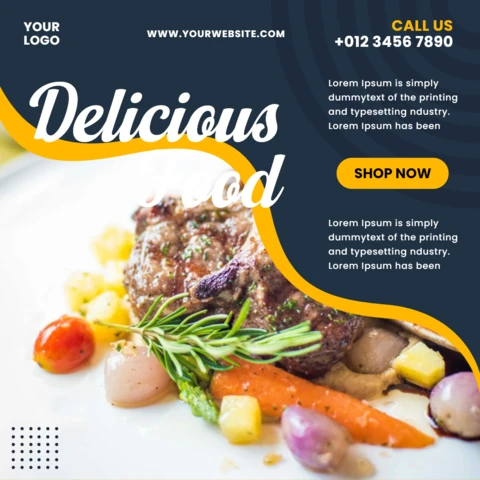 YOUR
LOGO
WWW.YOURWEBSITE.COM
CALL US
+012 3456 7890
Delicious
Food
Lorem Ipsum is simply
dummytext of the printing
and typesetting ndustry.
Lorem Ipsum has been
SHOP NOW
Lorem Ipsum is simply
dummytext of the printing
and typesetting ndustry.
Lorem Ipsum has been